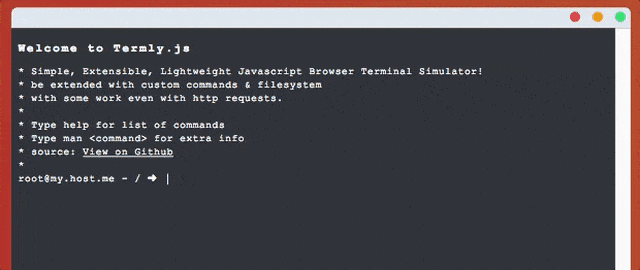 Welcome to Termly.js
* Simple, Extensible, Lightweight Javascript Browser Terminal Simulator!
* be extended with custom commands & filesystem
* with some work even with http requests.
*
* Type help for list of commands
* Type man <command> for extra info
* source: View on Github
*
root@my.host.me ~ / ➜